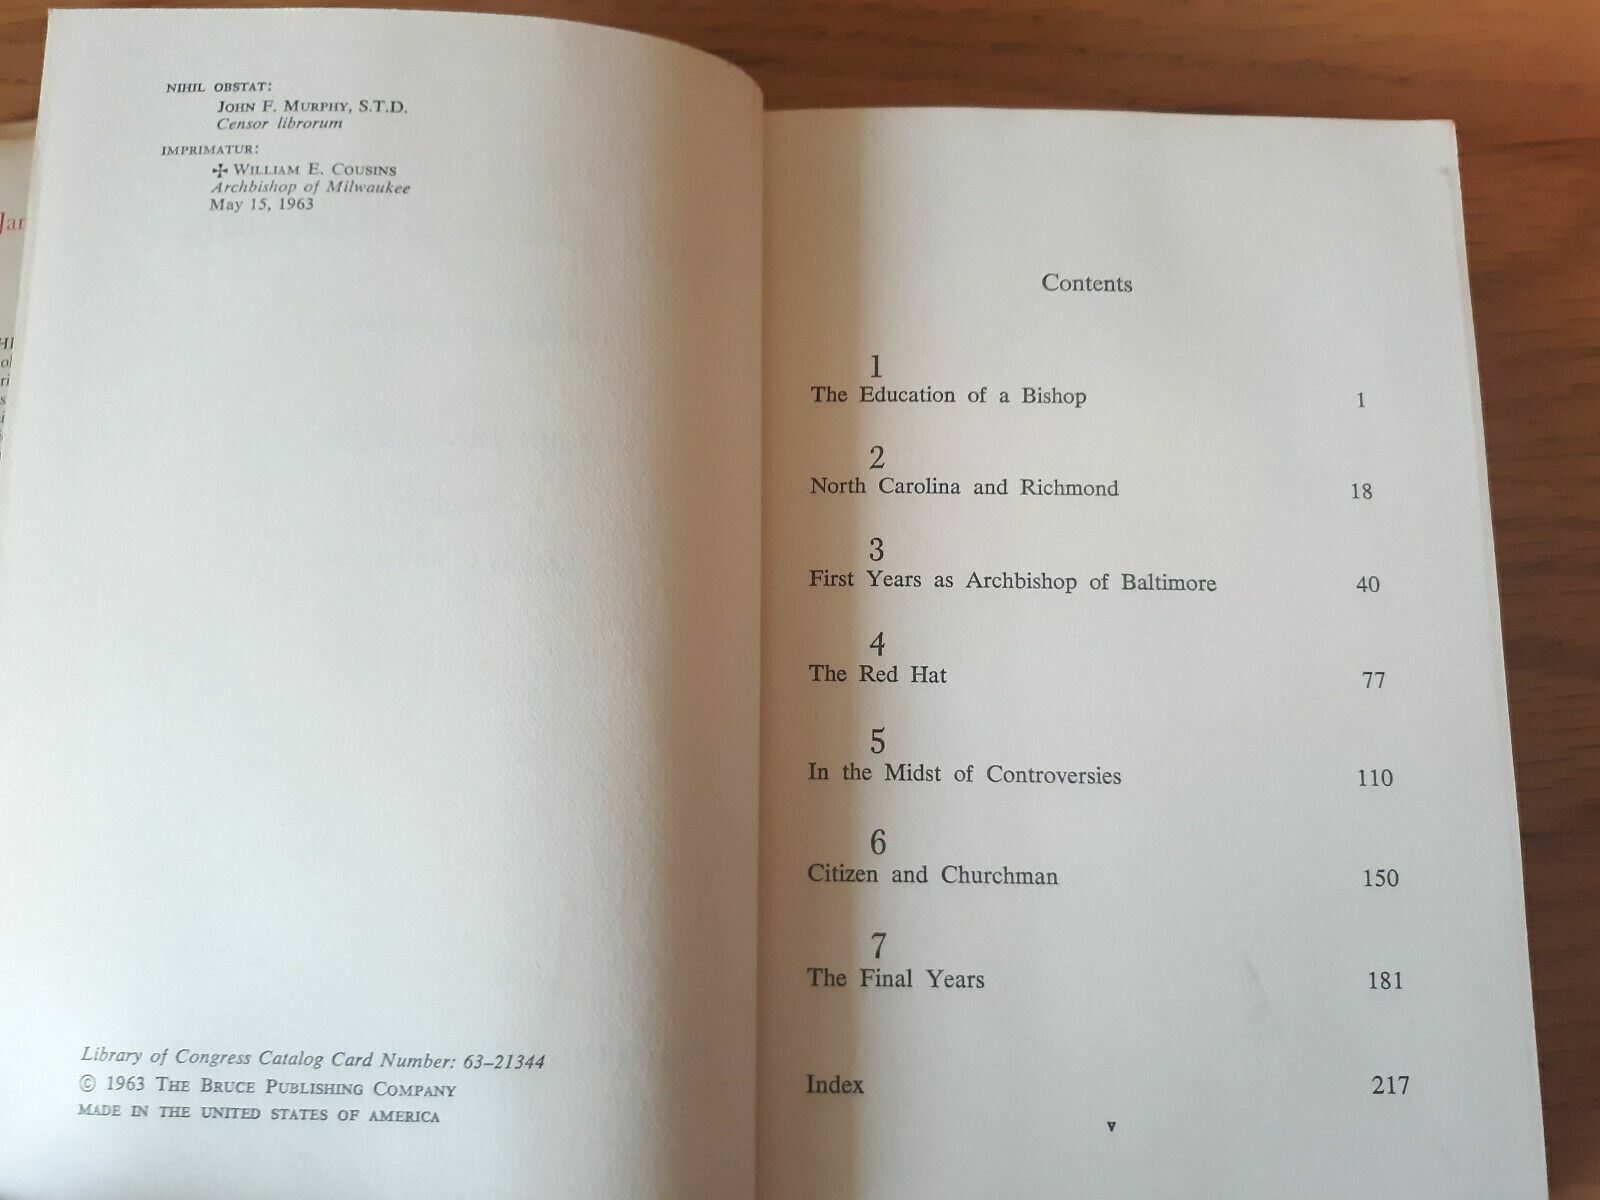 Jar
NIHIL OBSTAT:
JOHN F. MURPHY, S.T.D.
Censor librorum
IMPRIMATUR:
✠ WILLIAM E. COUSINS
Archbishop of Milwaukee
May 15, 1963
Library of Congress Catalog Card Number: 63–21344
© 1963 THE BRUCE PUBLISHING COMPANY
MADE IN THE UNITED STATES OF AMERICA
Contents
1
The Education of a Bishop 1
2
North Carolina and Richmond 18
3
First Years as Archbishop of Baltimore 40
4
The Red Hat 77
5
In the Midst of Controversies 110
6
Citizen and Churchman 150
7
The Final Years 181
Index 217
v